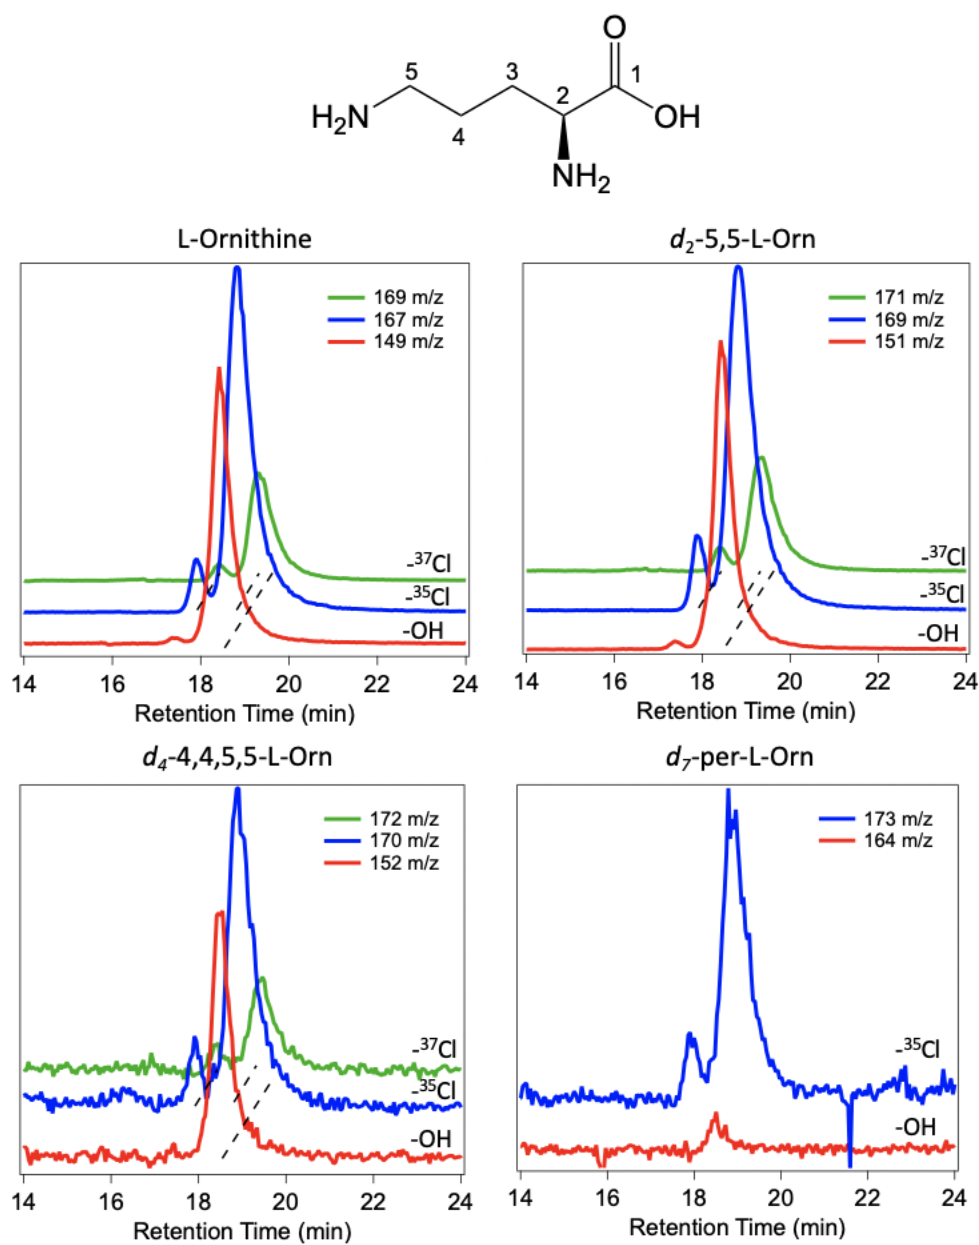 O
5 3 1
2
H₂N OH
4
NH₂
L-Ornithine
169 m/z
167 m/z
149 m/z
-³⁷Cl
-³⁵Cl
-OH
14 16 18 20 22 24
Retention Time (min)
d₂-5,5-L-Orn
171 m/z
169 m/z
151 m/z
-³⁷Cl
-³⁵Cl
-OH
14 16 18 20 22 24
Retention Time (min)
d₄-4,4,5,5-L-Orn
172 m/z
170 m/z
152 m/z
-³⁷Cl
-³⁵Cl
-OH
14 16 18 20 22 24
Retention Time (min)
d₇-per-L-Orn
173 m/z
164 m/z
-³⁵Cl
-OH
14 16 18 20 22 24
Retention Time (min)